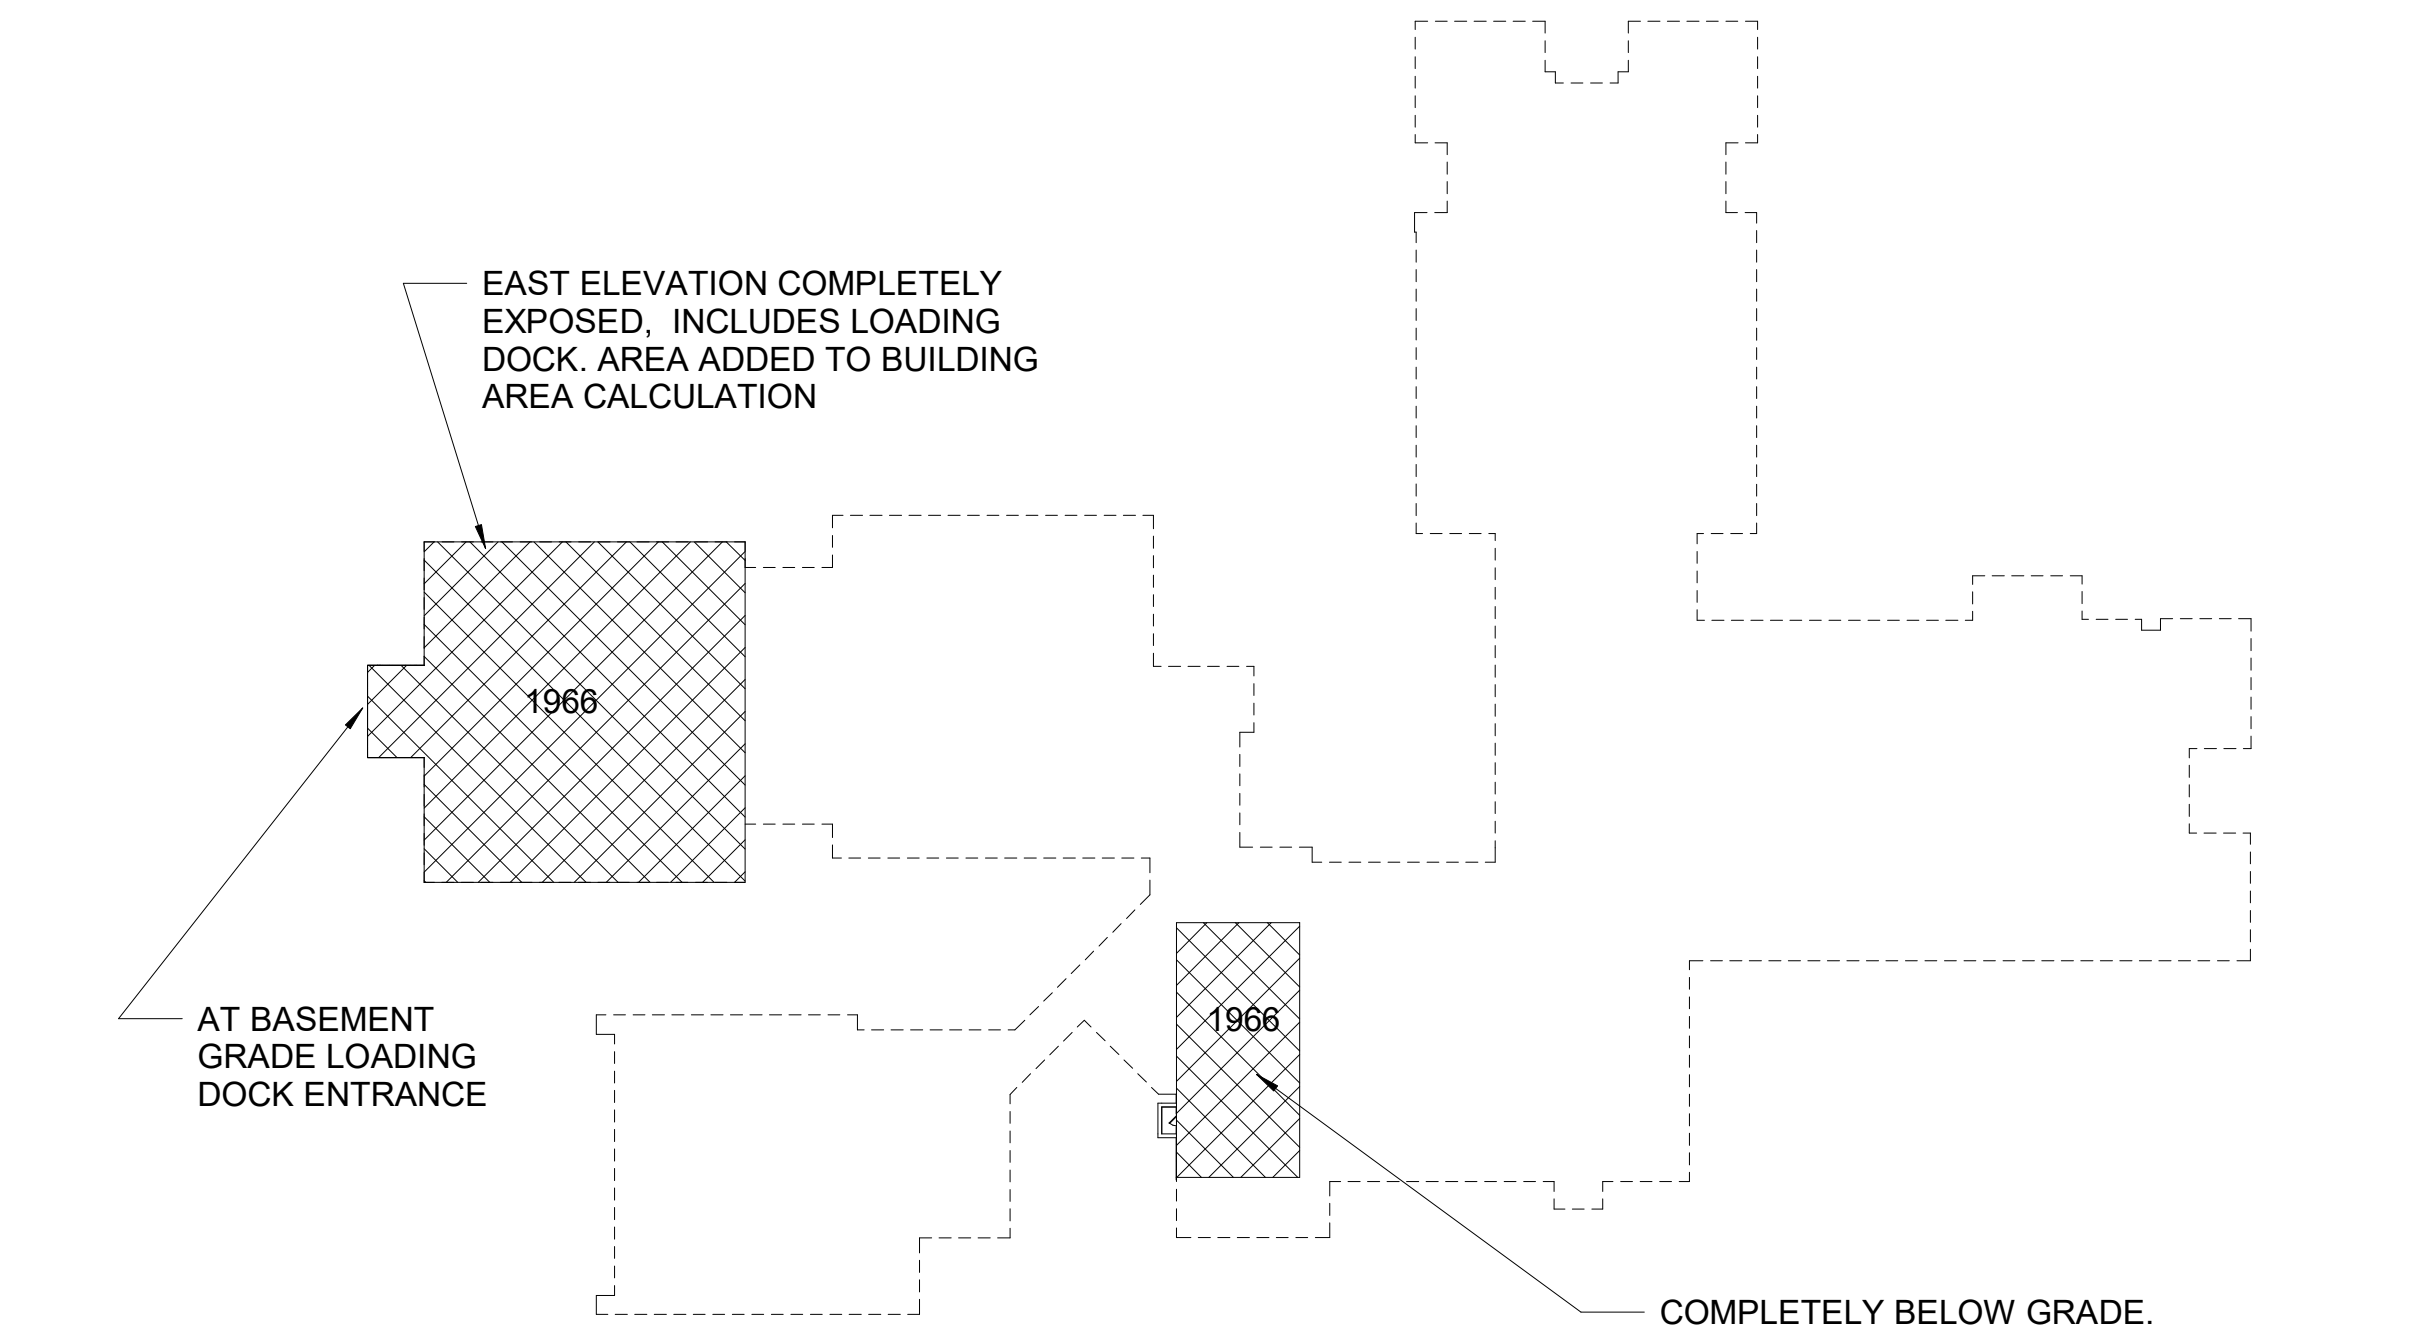 EAST ELEVATION COMPLETELY
EXPOSED, INCLUDES LOADING
DOCK. AREA ADDED TO BUILDING
AREA CALCULATION
1966
1966
AT BASEMENT
GRADE LOADING
DOCK ENTRANCE
COMPLETELY BELOW GRADE.